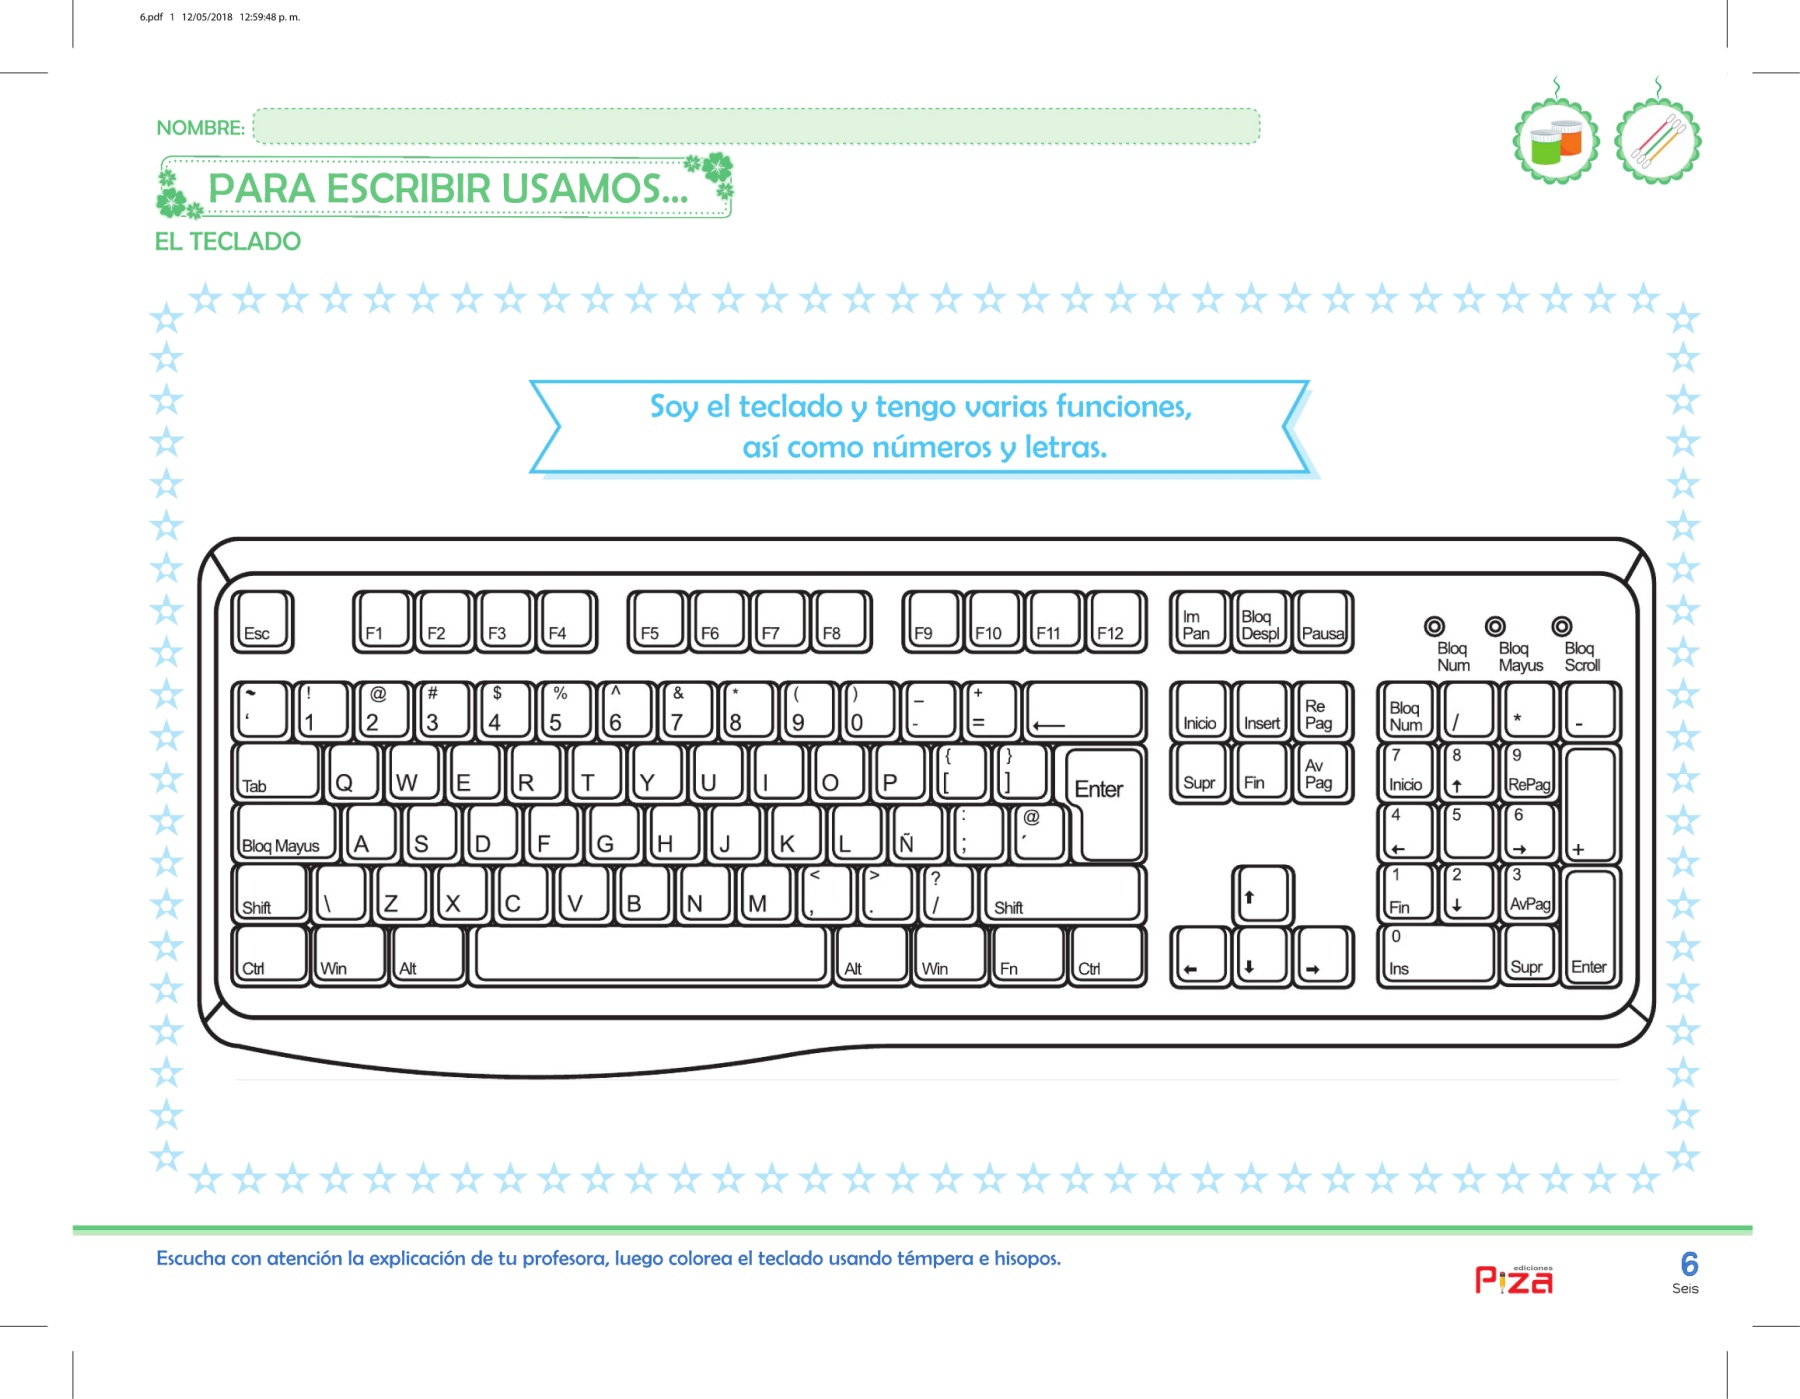 6.pdf 1 12/05/2018 12:59:48 p. m.
NOMBRE:
PARA ESCRIBIR USAMOS...
EL TECLADO
Soy el teclado y tengo varias funciones,
así como números y letras.
Esc F1 F2 F3 F4 F5 F6 F7 F8 F9 F10 F11 F12 Im Pan Bloq Despl Pausa
Bloq Num Bloq Mayus Bloq Scroll
~ ! @ # $ % ^ & * ( ) _ +
‘ 1 2 3 4 5 6 7 8 9 0 - = ← Inicio Insert Re Pag Bloq Num / * -
Tab Q W E R T Y U I O P { [ } ] Enter Supr Fin Av Pag 7 Inicio 8 ↑ 9 RePag
Bloq Mayus A S D F G H J K L Ñ : ; @ ´ 4 ← 5 6 → +
Shift \ Z X C V B N M < , > . ? / Shift ↑ 1 Fin 2 ↓ 3 AvPag
Ctrl Win Alt Alt Win Fn Ctrl ← ↓ → 0 Ins Supr Enter
Escucha con atención la explicación de tu profesora, luego colorea el teclado usando témpera e hisopos.
ediciones
Piza
6
Seis